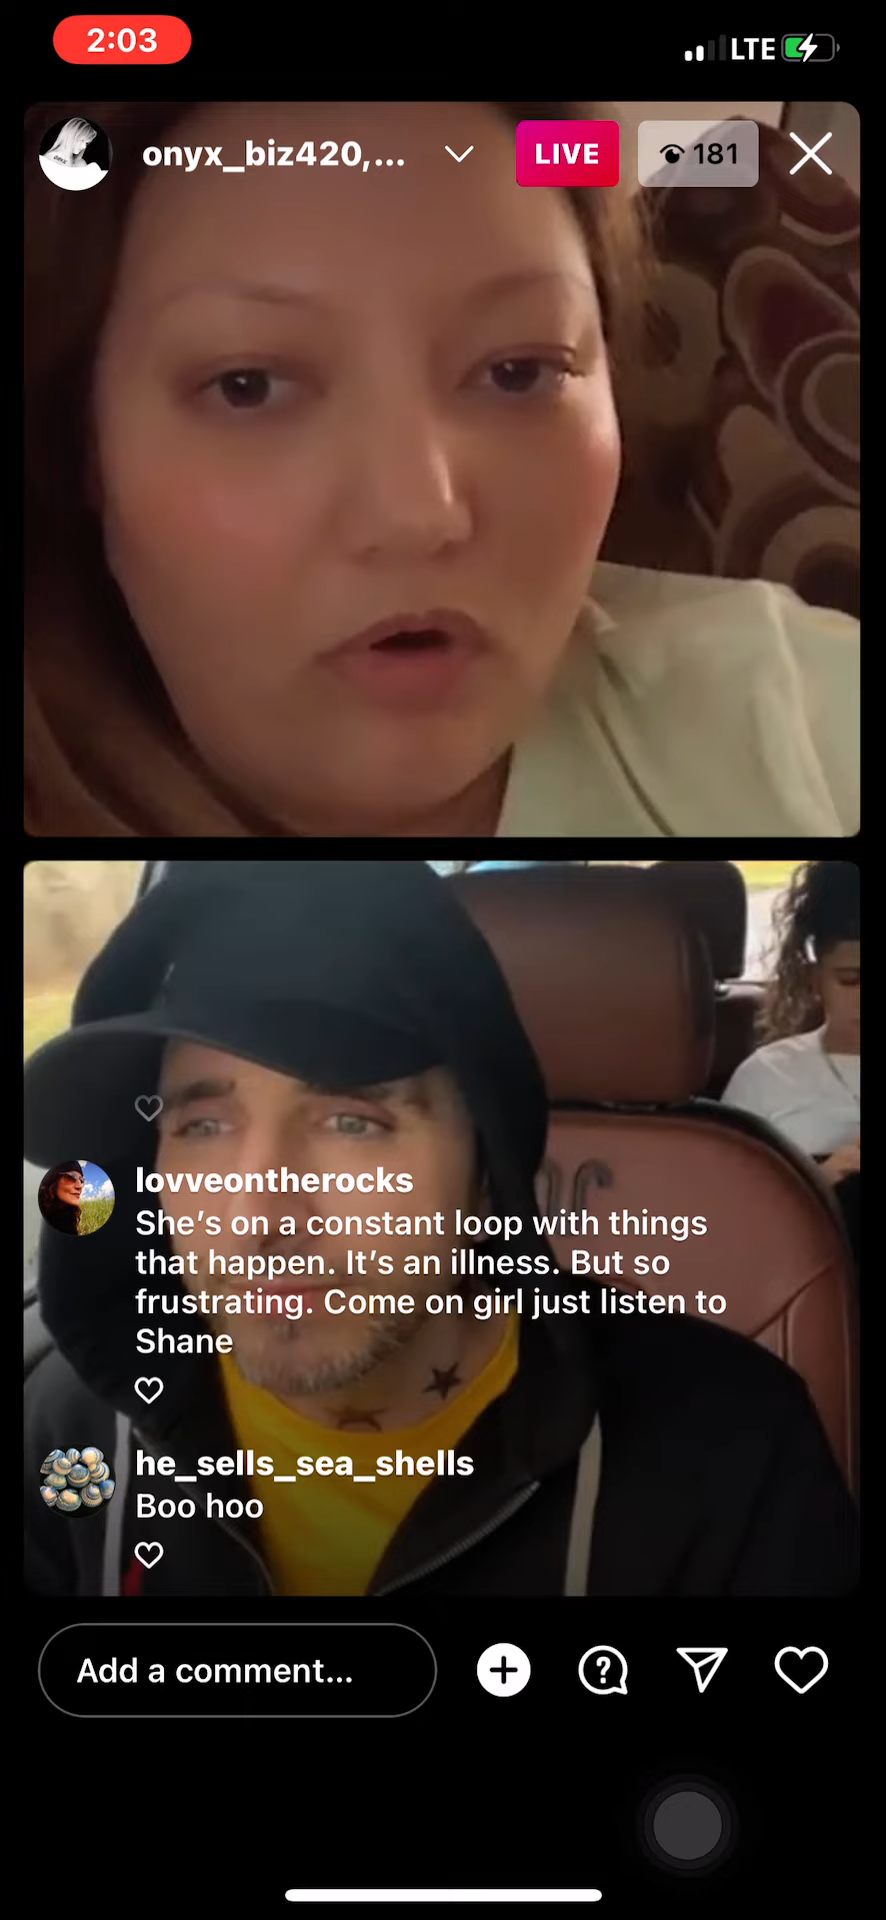 2:03
LTE
onyx_biz420,...
LIVE
181
lovveontherocks
She's on a constant loop with things
that happen. It's an illness. But so
frustrating. Come on girl just listen to
Shane
he_sells_sea_shells
Boo hoo
Add a comment...